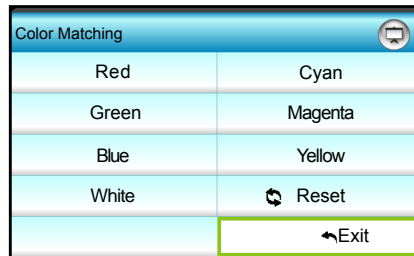 Color Matching
Red Cyan
Green Magenta
Blue Yellow
White Reset
Exit